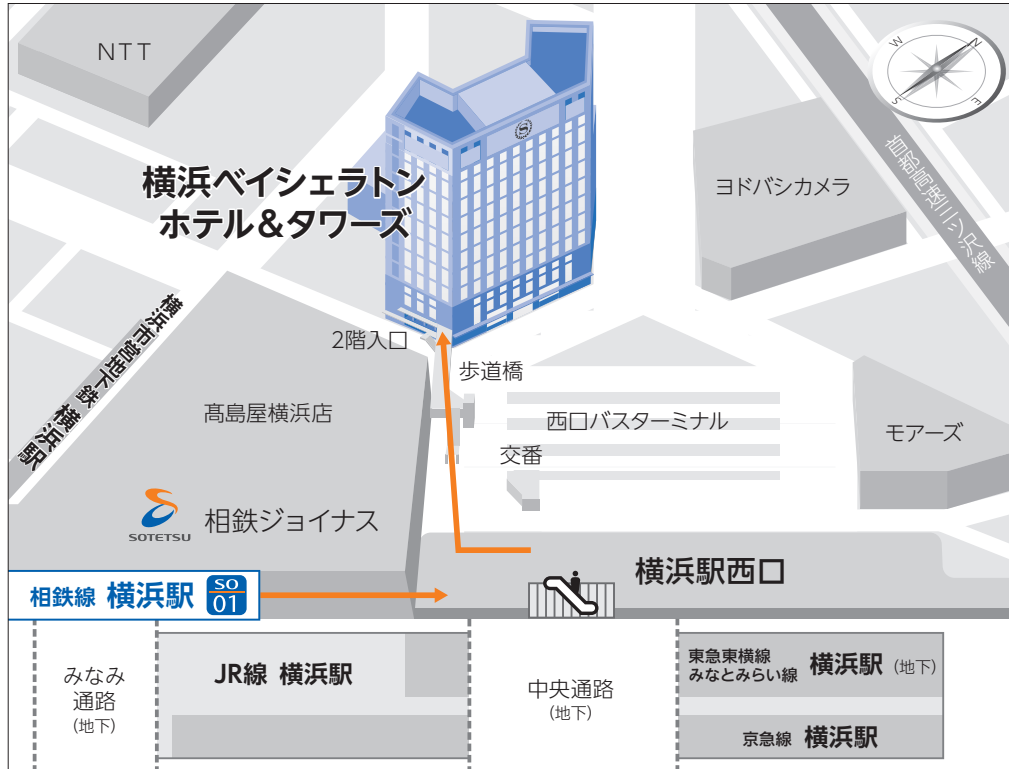 NTT
W
N
S
E
首都高速三ツ沢線
ヨドバシカメラ
横浜ベイシェラトン
ホテル&タワーズ
S
横浜市営地下鉄 横浜駅
2階入口
歩道橋
髙島屋横浜店
西口バスターミナル
交番
モアーズ
SOTETSU
相鉄ジョイナス
横浜駅西口
相鉄線 横浜駅
SO
01
みなみ
通路
(地下)
JR線 横浜駅
中央通路
(地下)
東急東横線
みなとみらい線
横浜駅 (地下)
京急線 横浜駅